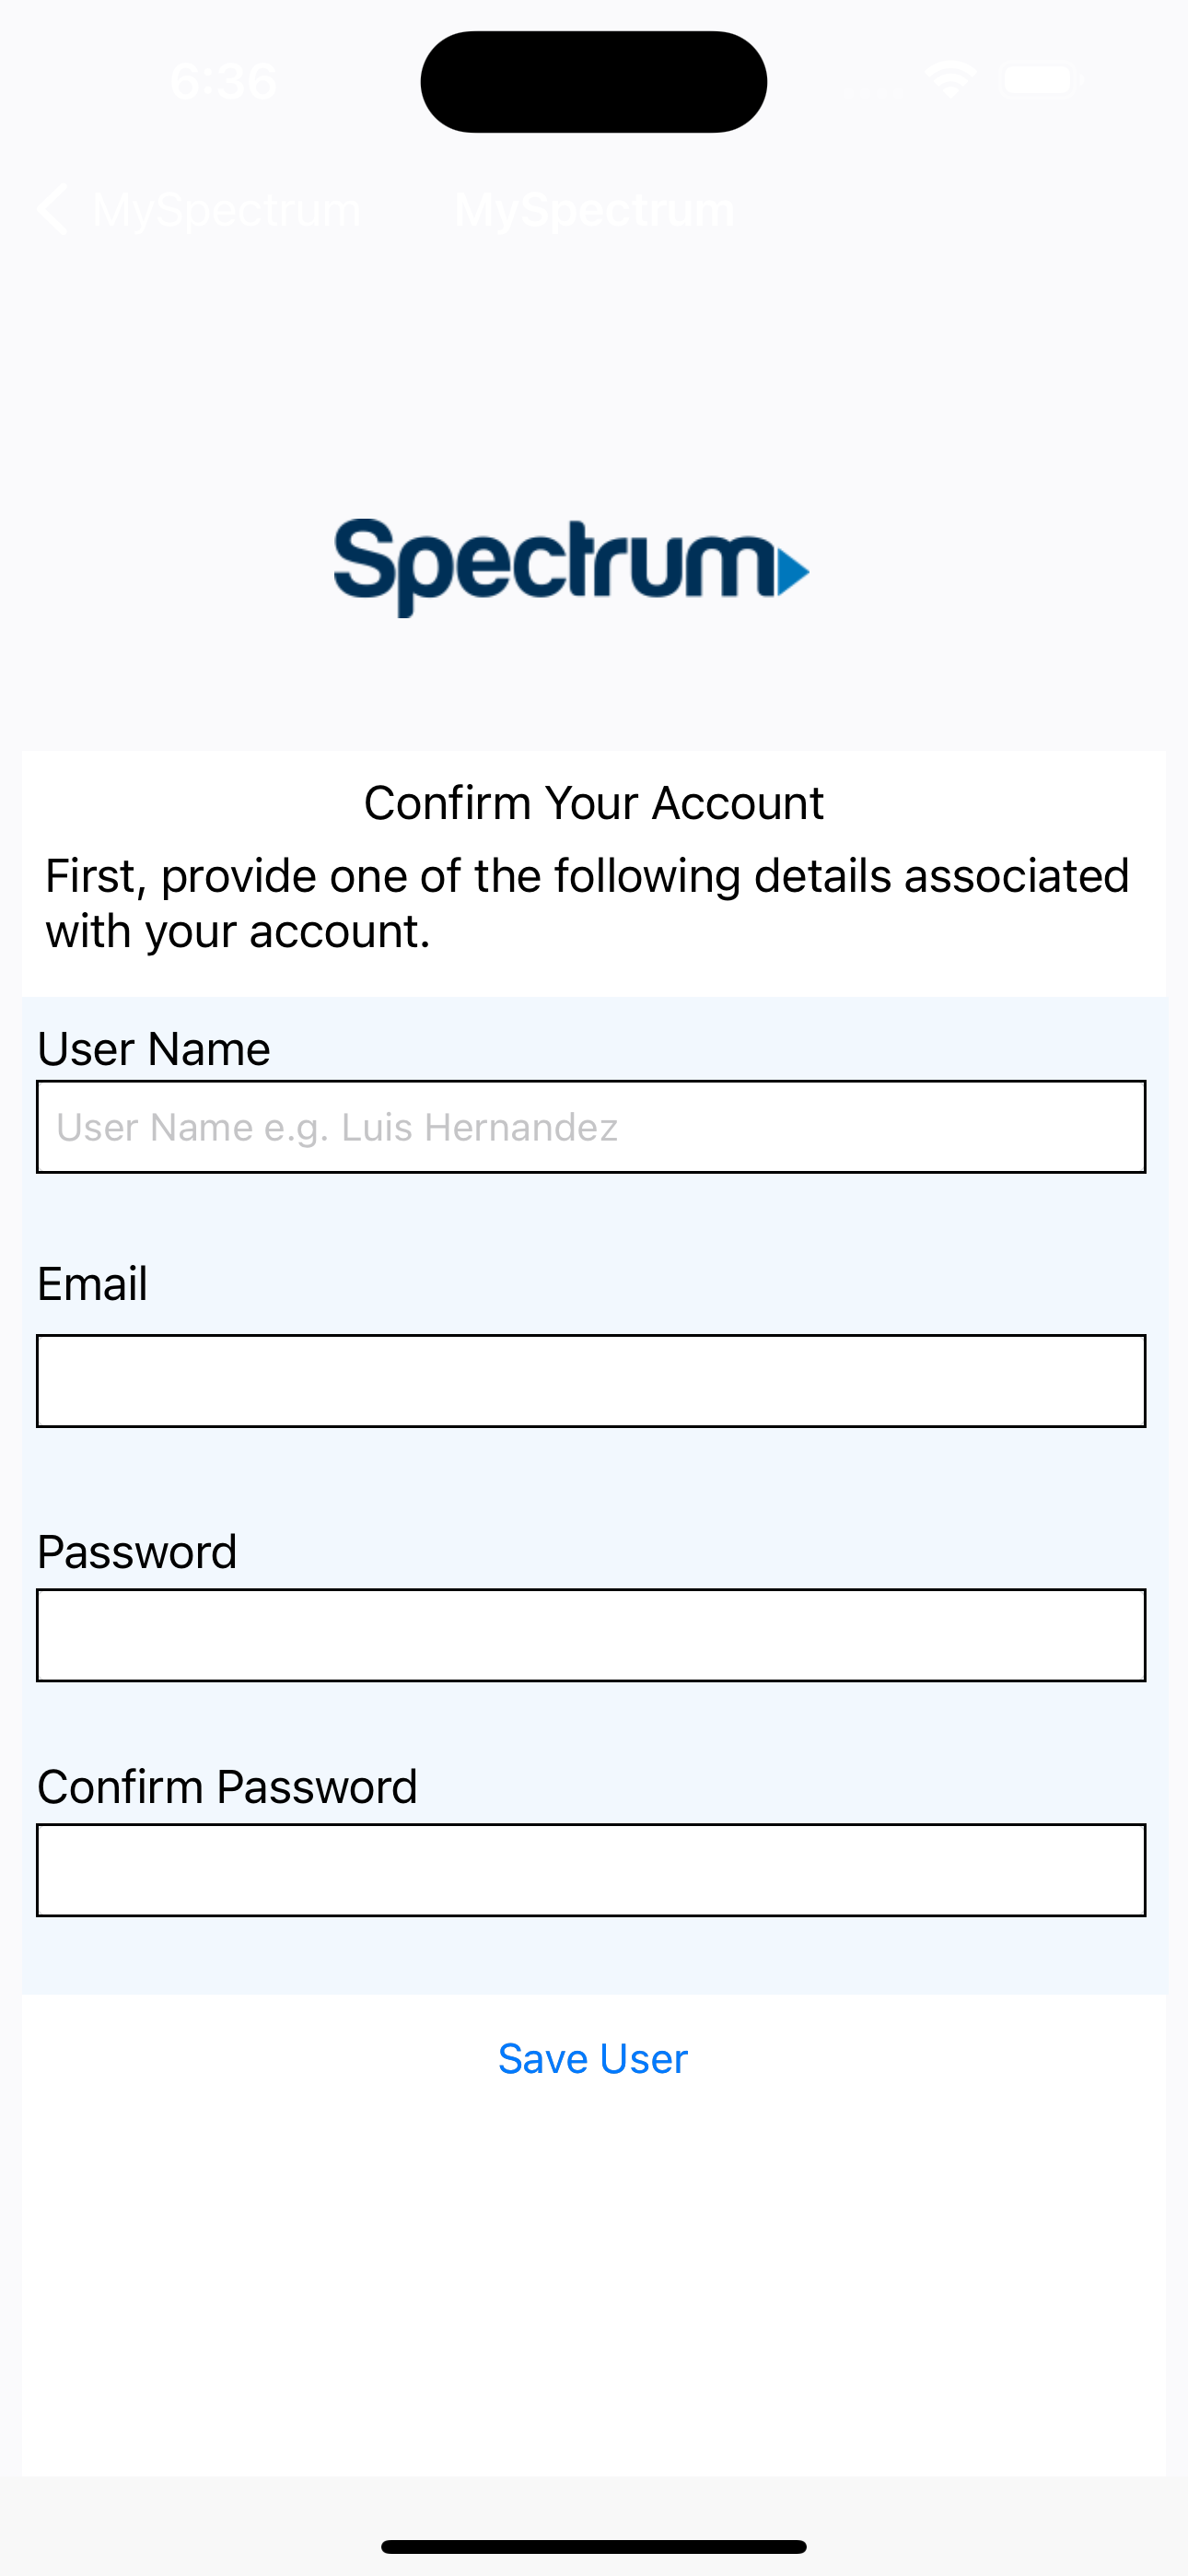 6:36
MySpectrum MySpectrum
Spectrum
Confirm Your Account
First, provide one of the following details associated
with your account.
User Name
User Name e.g. Luis Hernandez
Email
Password
Confirm Password
Save User